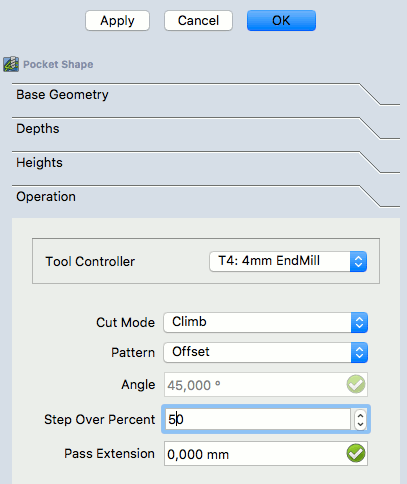 Apply Cancel OK
Pocket Shape
Base Geometry
Depths
Heights
Operation
Tool Controller T4: 4mm EndMill
Cut Mode Climb
Pattern Offset
Angle 45,000 °
Step Over Percent 50
Pass Extension 0,000 mm